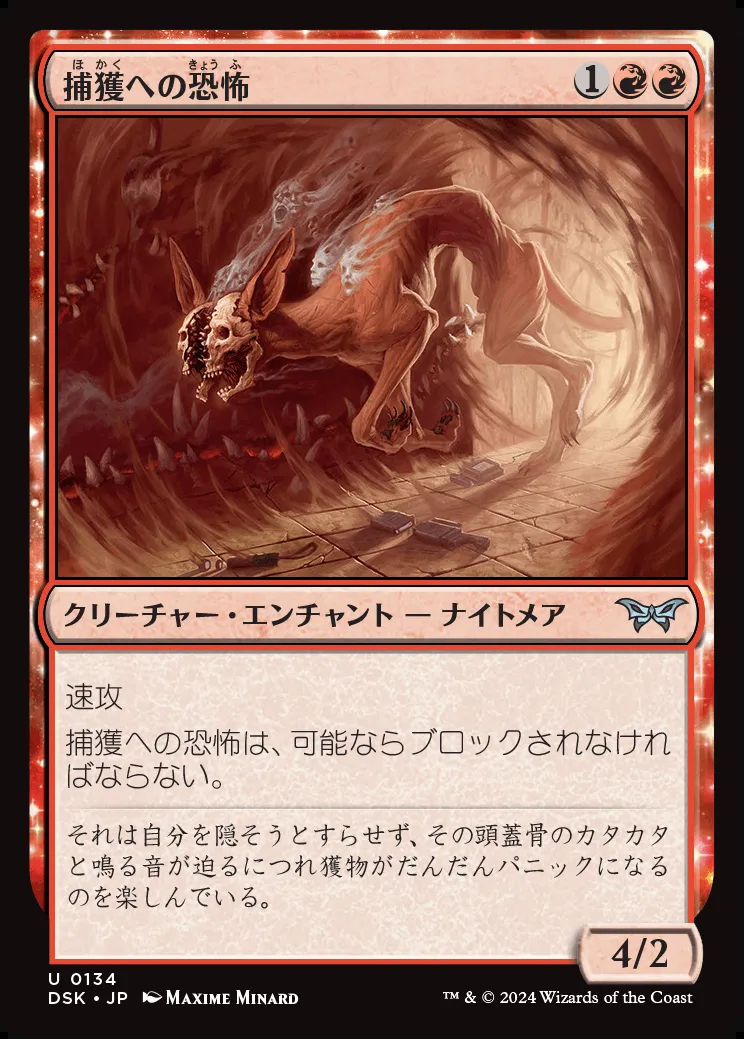 ほかく きょうふ
捕獲への恐怖 1
クリーチャー・エンチャント — ナイトメア
速攻
捕獲への恐怖は、可能ならブロックされなけれ
ばならない。
それは自分を隠そうとすらせず、その頭蓋骨のカタカタ
と鳴る音が迫るにつれ獲物がだんだんパニックになる
のを楽しんでいる。
4/2
U 0134
DSK • JP MAXIME MINARD
™ & © 2024 Wizards of the Coast